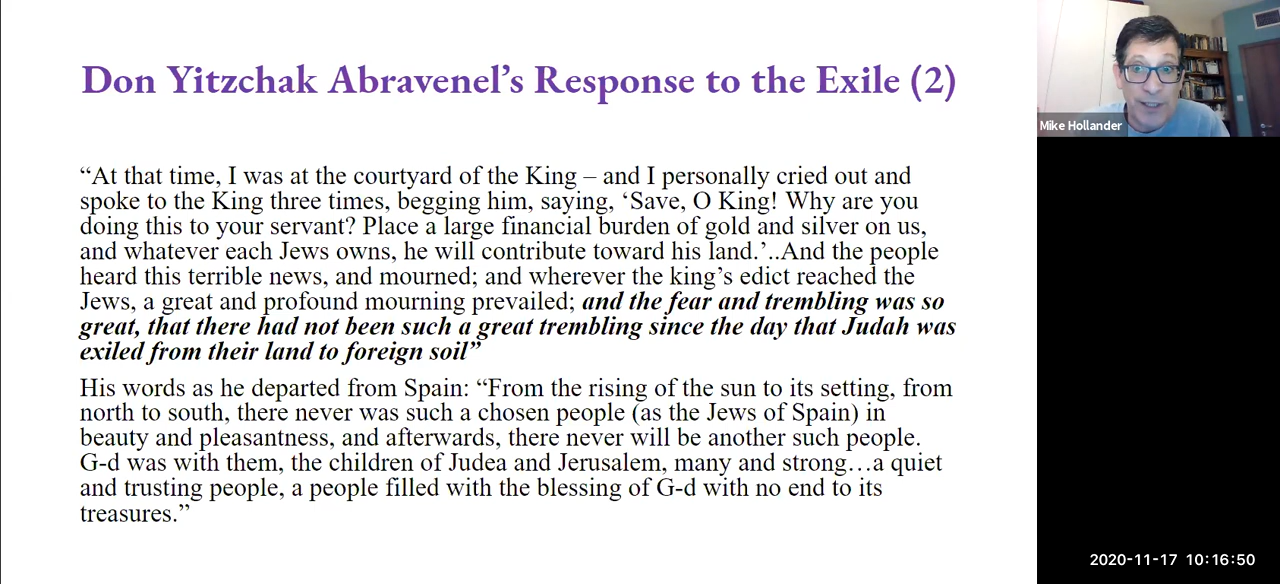 Don Yitzchak Abravenel’s Response to the Exile (2)
“At that time, I was at the courtyard of the King – and I personally cried out and
spoke to the King three times, begging him, saying, ‘Save, O King! Why are you
doing this to your servant? Place a large financial burden of gold and silver on us,
and whatever each Jews owns, he will contribute toward his land.’..And the people
heard this terrible news, and mourned; and wherever the king’s edict reached the
Jews, a great and profound mourning prevailed; and the fear and trembling was so
great, that there had not been such a great trembling since the day that Judah was
exiled from their land to foreign soil”
His words as he departed from Spain: “From the rising of the sun to its setting, from
north to south, there never was such a chosen people (as the Jews of Spain) in
beauty and pleasantness, and afterwards, there never will be another such people.
G-d was with them, the children of Judea and Jerusalem, many and strong…a quiet
and trusting people, a people filled with the blessing of G-d with no end to its
treasures.”
Mike Hollander
2020-11-17 10:16:50